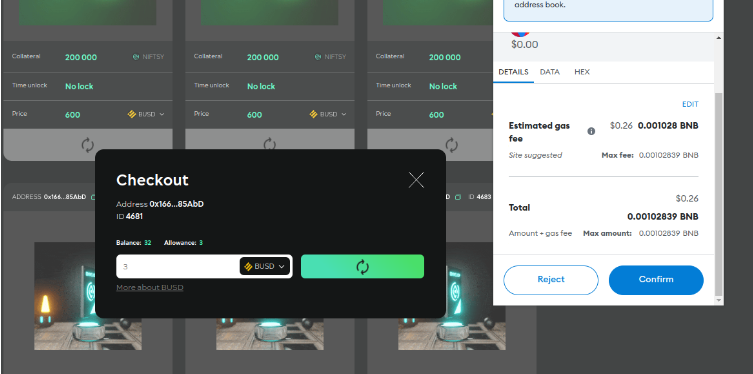 address book.
$0.00
DETAILS DATA HEX
EDIT
Estimated gas fee $0.26 0.001028 BNB
Site suggested Max fee: 0.00102839 BNB
$0.26
Total
0.00102839 BNB
Amount + gas fee Max amount: 0.00102839 BNB
Reject Confirm
Collateral 200 000 NIFTSY
Time unlock No lock
Price 600 BUSD
Collateral 200 000 NIFTSY
Time unlock No lock
Price 600 BUSD
Collateral 200 000
Time unlock No lock
Price 600
ADDRESS 0x166...85AbD
D ID 4683
Checkout
Address 0x166...85AbD
ID 4681
Balance: 32 Allowance: 3
3 BUSD
More about BUSD